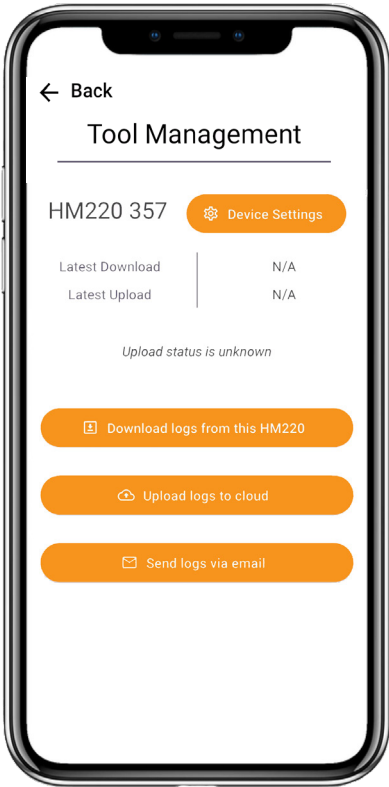 Back
Tool Management
HM220 357
Device Settings
Latest Download N/A
Latest Upload N/A
Upload status is unknown
Download logs from this HM220
Upload logs to cloud
Send logs via email